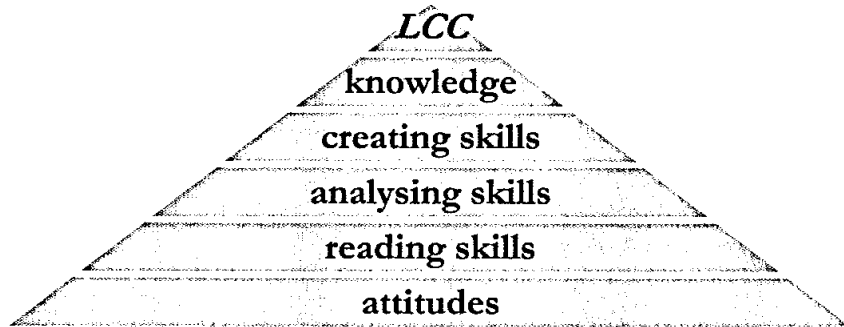 LCC
knowledge
creating skills
analysing skills
reading skills
attitudes